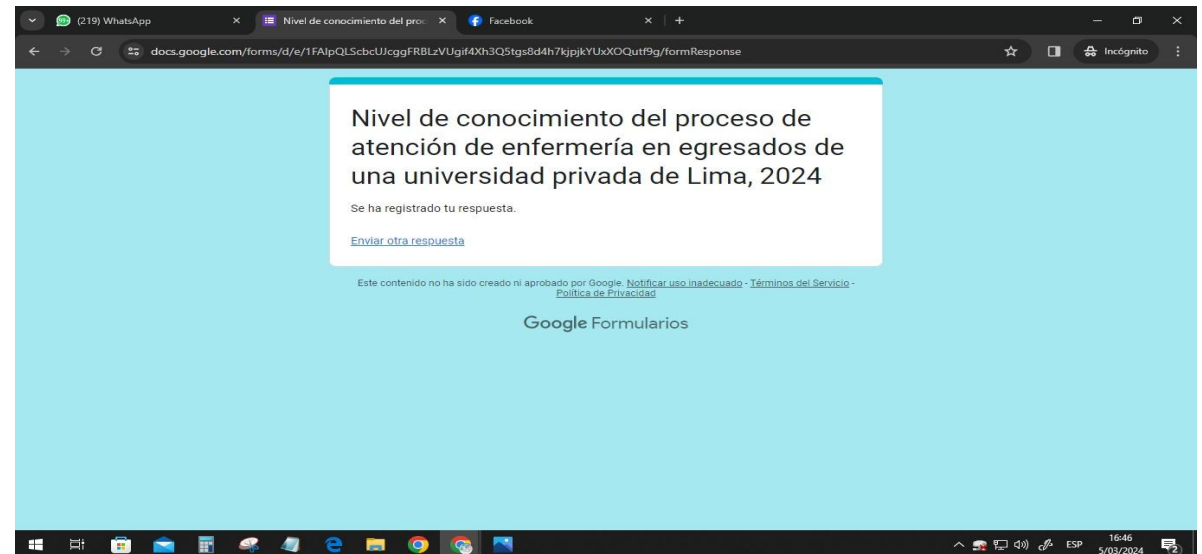 (219) WhatsApp
Nivel de conocimiento del proc
Facebook
docs.google.com/forms/d/e/1FAIpQLScbcUJcggFRBLzVUgif4Xh3Q5tgs8d4h7kjpjkYUxXOQutf9g/formResponse
Incógnito
Nivel de conocimiento del proceso de
atención de enfermería en egresados de
una universidad privada de Lima, 2024
Se ha registrado tu respuesta.
Enviar otra respuesta
Este contenido no ha sido creado ni aprobado por Google. Notificar uso inadecuado - Términos del Servicio -
Política de Privacidad
Google Formularios
ESP
16:46
5/03/2024